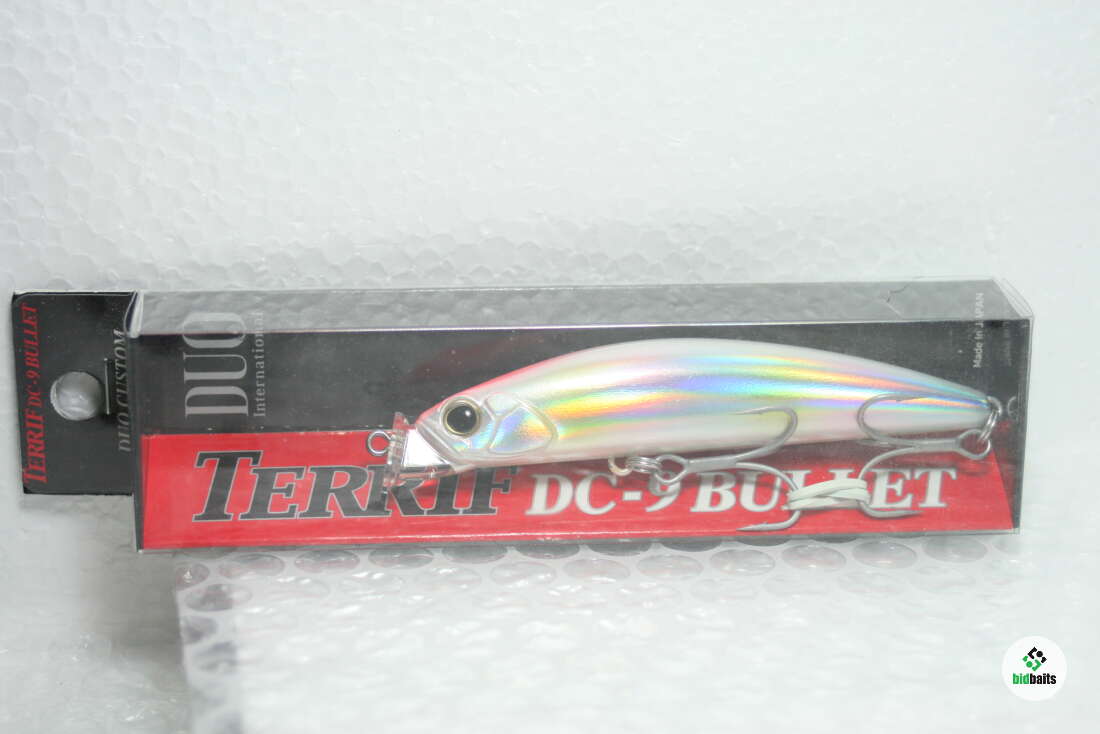 TERRIF DC-9 BULLET
DUO CUSTOM
DUO
International
Made in JAPAN
TERRIF DC-9 BULLET
bidbaits